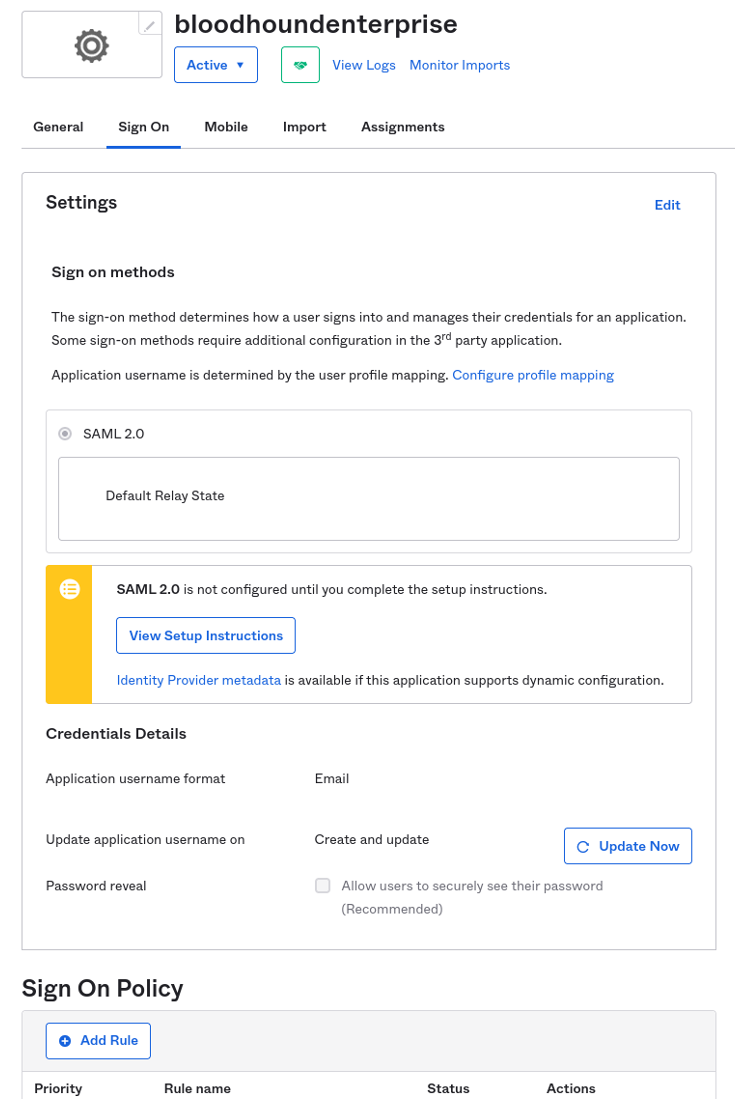 bloodhoundenterprise
Active ▼
View Logs
Monitor Imports
General
Sign On
Mobile
Import
Assignments
Settings
Edit
Sign on methods
The sign-on method determines how a user signs into and manages their credentials for an application.
Some sign-on methods require additional configuration in the 3rd party application.
Application username is determined by the user profile mapping. Configure profile mapping
SAML 2.0
Default Relay State
SAML 2.0 is not configured until you complete the setup instructions.
View Setup Instructions
Identity Provider metadata is available if this application supports dynamic configuration.
Credentials Details
Application username format
Email
Update application username on
Create and update
Update Now
Password reveal
Allow users to securely see their password
(Recommended)
Sign On Policy
Add Rule
Priority
Rule name
Status
Actions